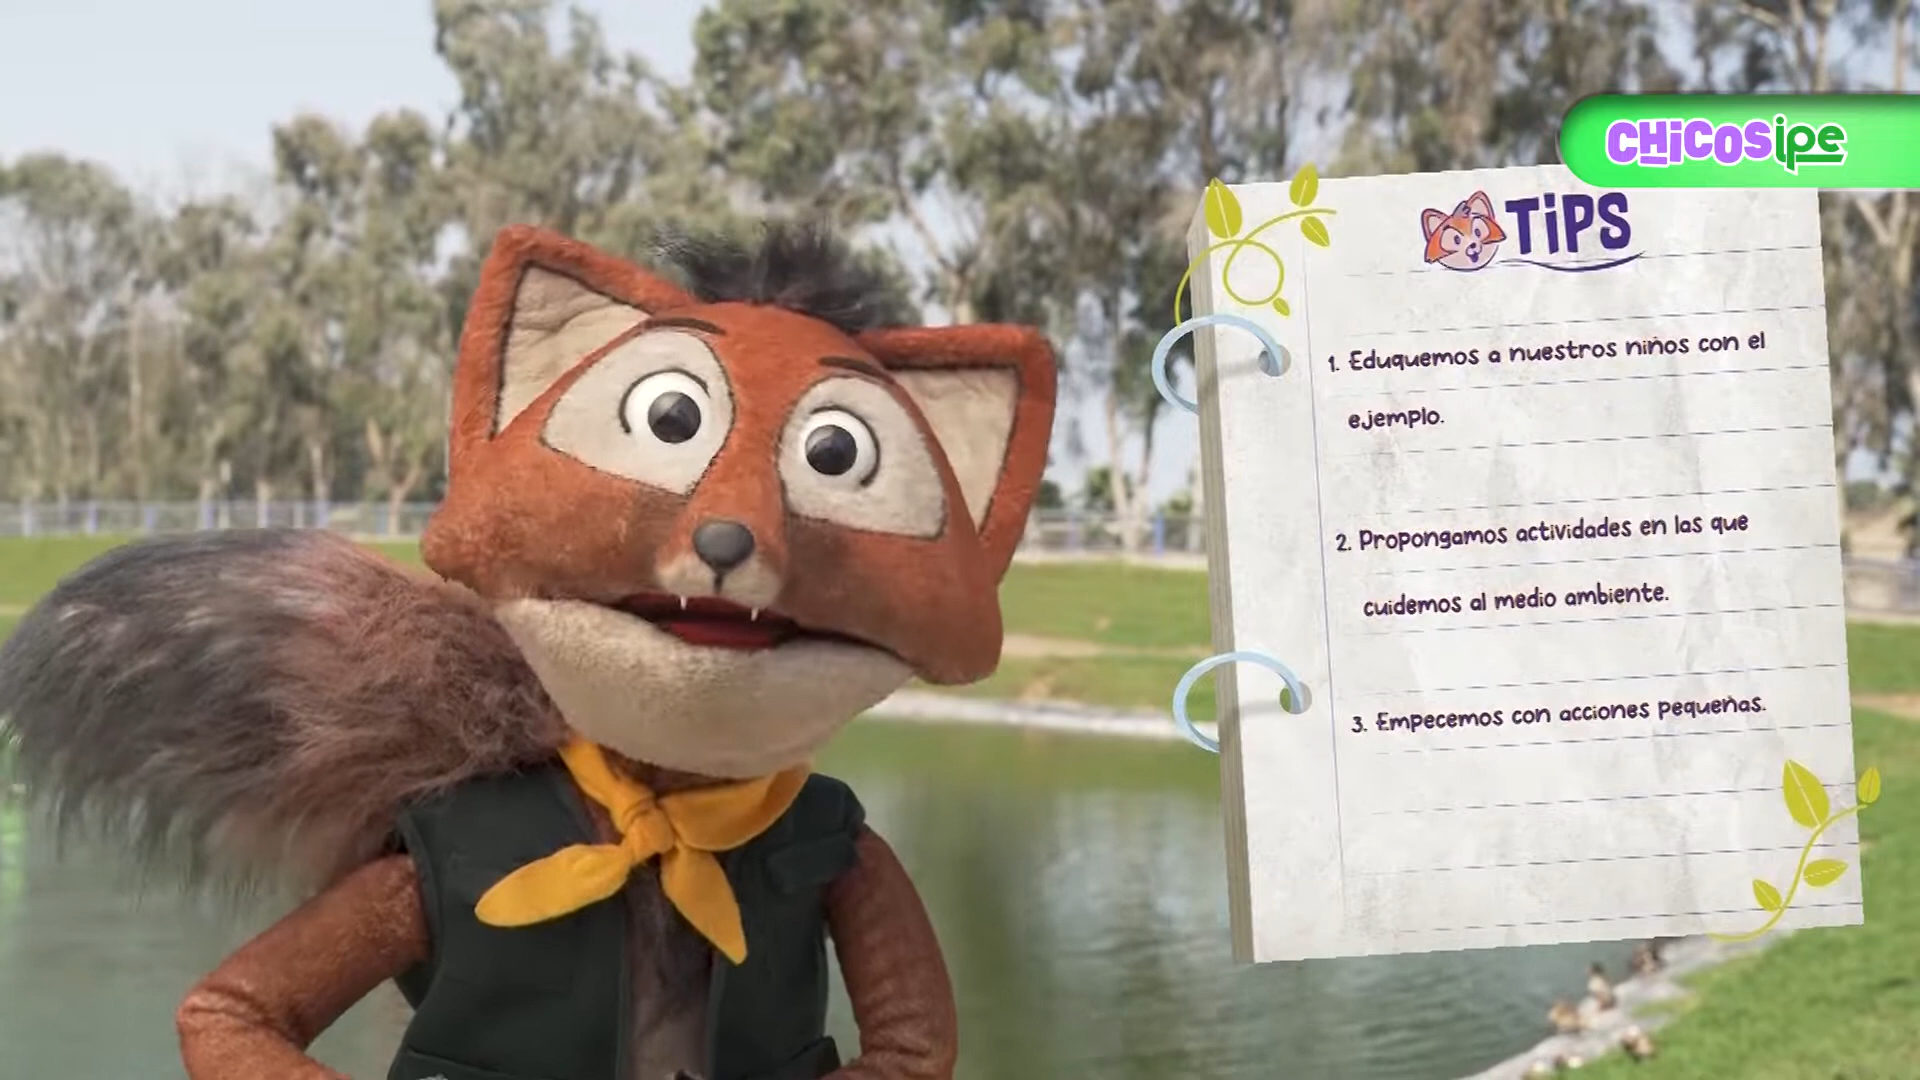 CHiCOSipe
TiPS
1. Eduquemos a nuestros niños con el
ejemplo.
2. Propongamos actividades en las que
cuidemos al medio ambiente.
3. Empecemos con acciones pequeñas.